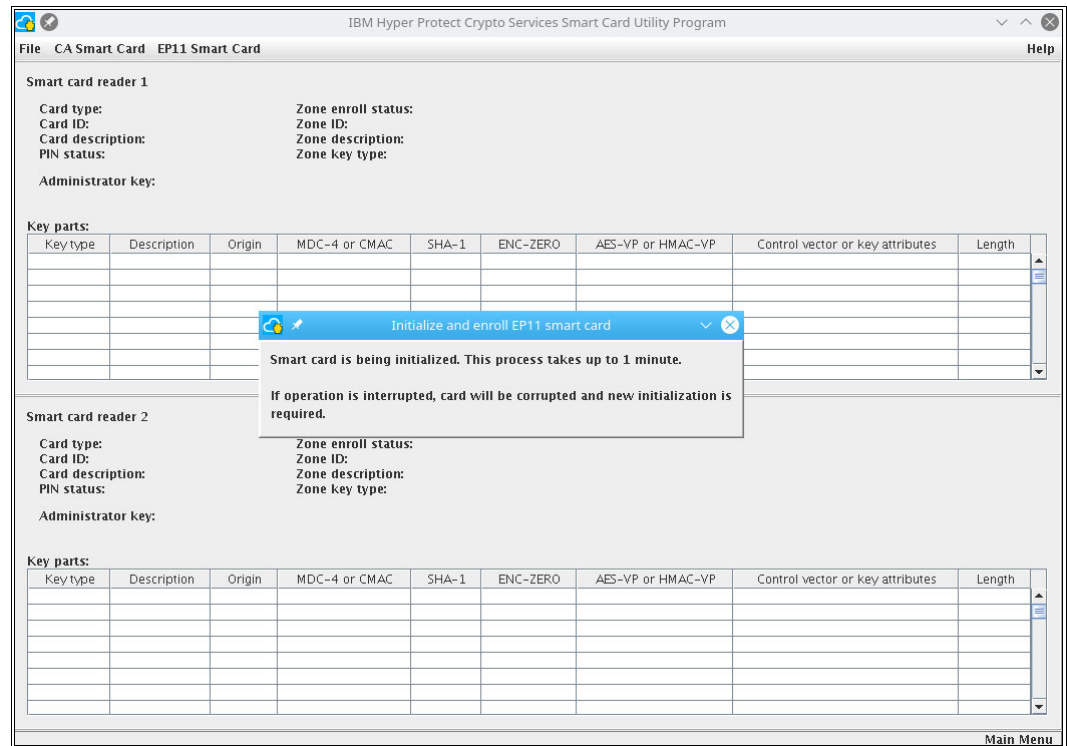 IBM Hyper Protect Crypto Services Smart Card Utility Program
File CA Smart Card EP11 Smart Card Help
Smart card reader 1
Card type: Zone enroll status:
Card ID: Zone ID:
Card description: Zone description:
PIN status: Zone key type:
Administrator key:
Key parts:
Key type Description Origin MDC-4 or CMAC SHA-1 ENC-ZERO AES-VP or HMAC-VP Control vector or key attributes Length
Initialize and enroll EP11 smart card
Smart card is being initialized. This process takes up to 1 minute.
If operation is interrupted, card will be corrupted and new initialization is
required.
Smart card reader 2
Card type: Zone enroll status:
Card ID: Zone ID:
Card description: Zone description:
PIN status: Zone key type:
Administrator key:
Key parts:
Key type Description Origin MDC-4 or CMAC SHA-1 ENC-ZERO AES-VP or HMAC-VP Control vector or key attributes Length
Main Menu